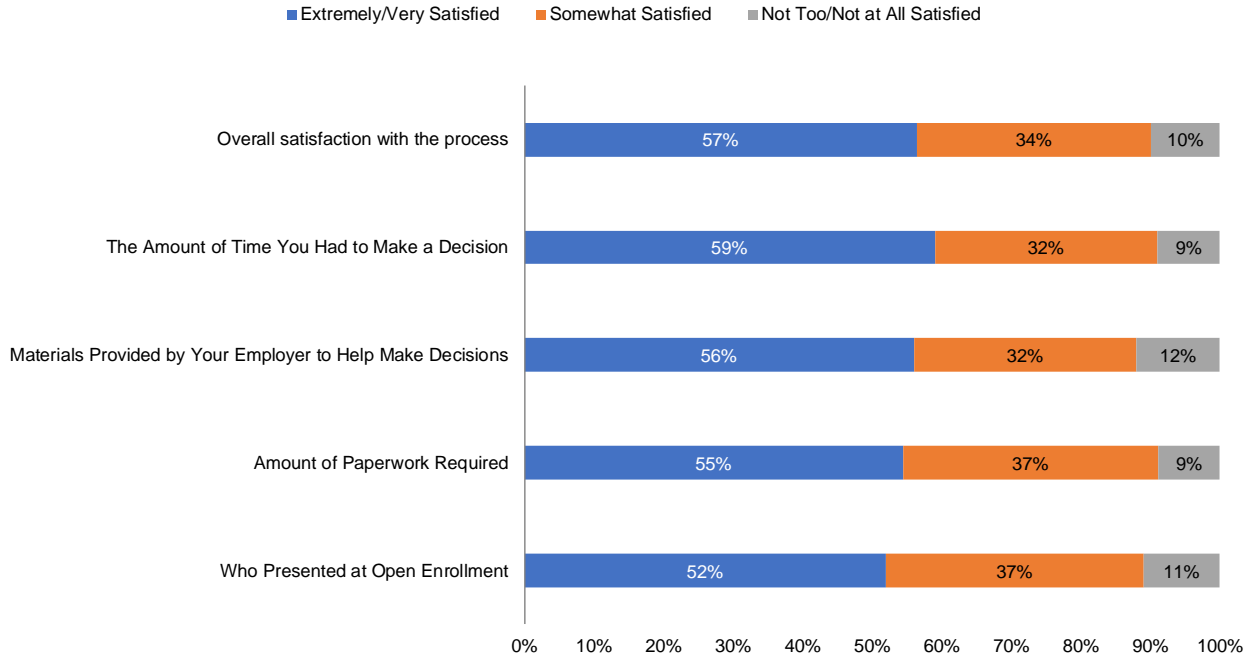 Extremely/Very Satisfied Somewhat Satisfied Not Too/Not at All Satisfied
Overall satisfaction with the process 57% 34% 10%
The Amount of Time You Had to Make a Decision 59% 32% 9%
Materials Provided by Your Employer to Help Make Decisions 56% 32% 12%
Amount of Paperwork Required 55% 37% 9%
Who Presented at Open Enrollment 52% 37% 11%
0% 10% 20% 30% 40% 50% 60% 70% 80% 90% 100%